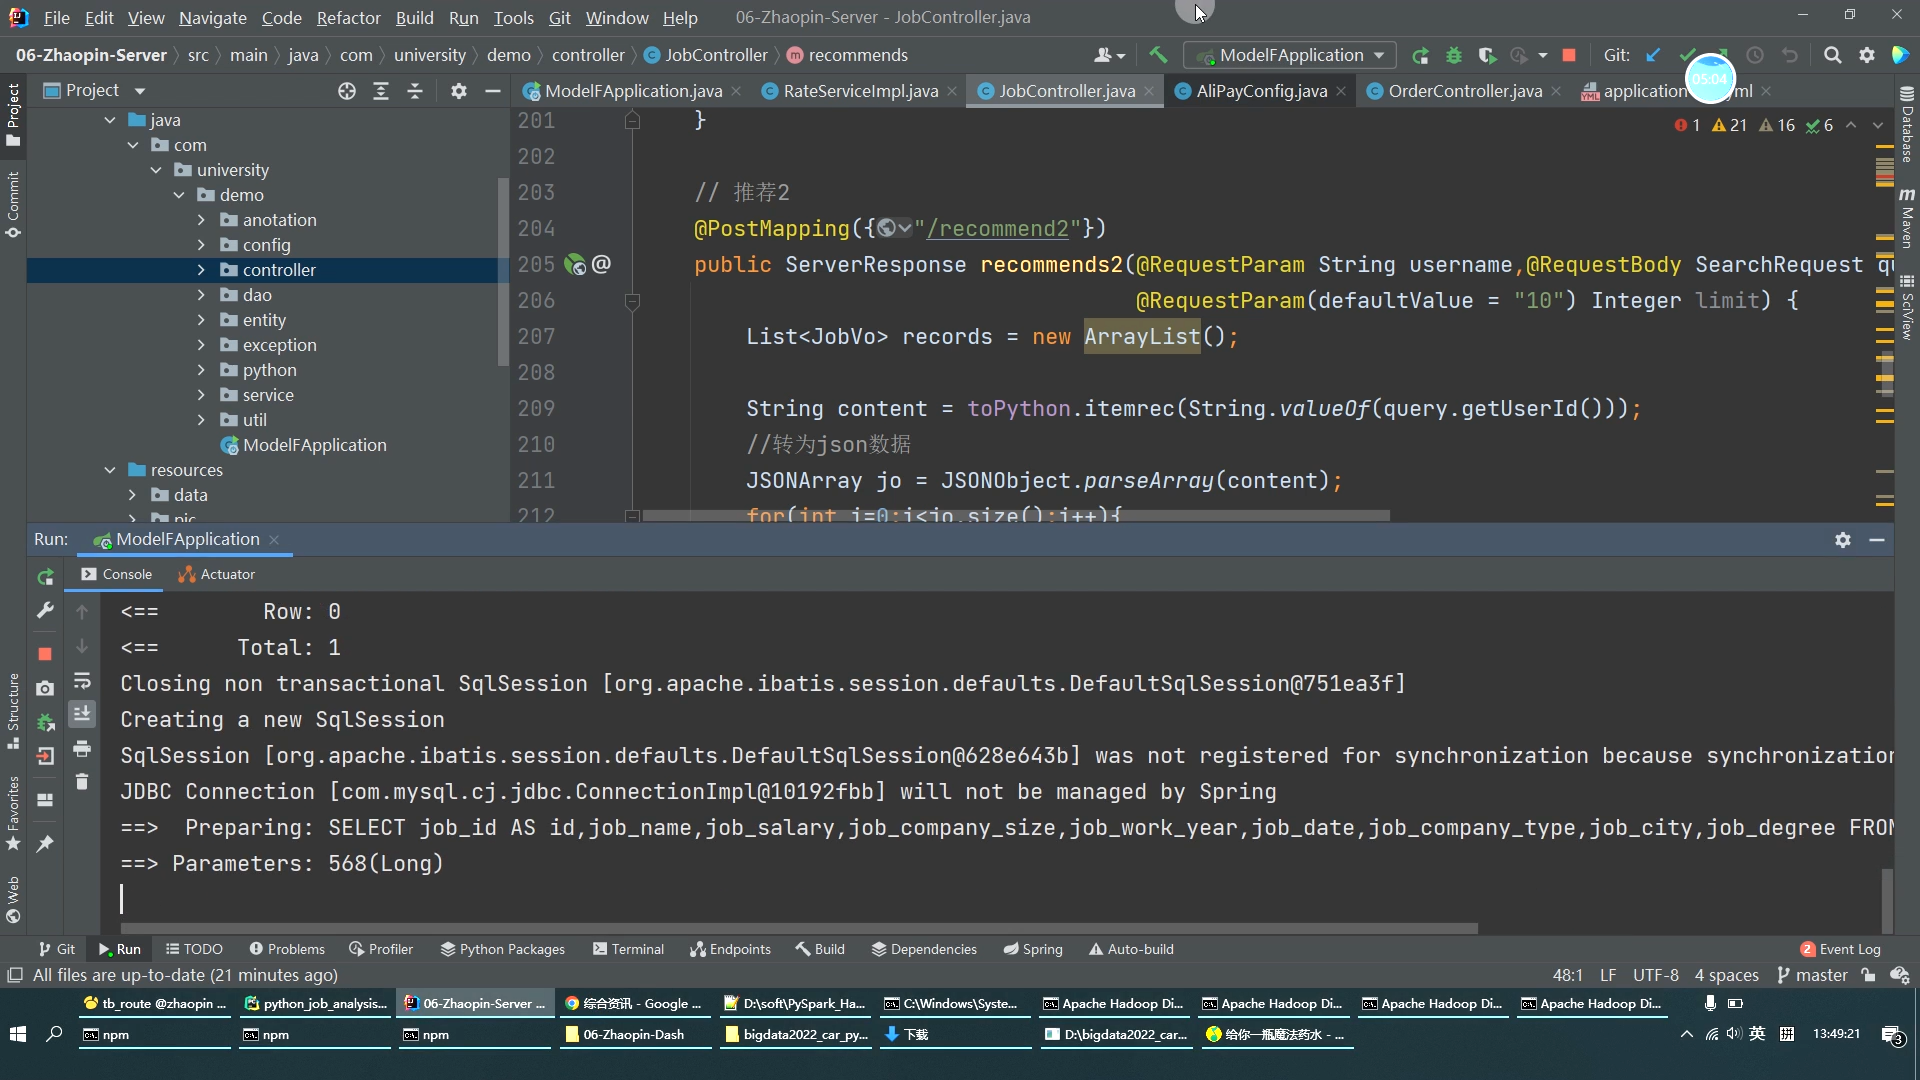 File Edit View Navigate Code Refactor Build Run Tools Git Window Help 06-Zhaopin-Server - JobController.java
06-Zhaopin-Server src main java com university demo controller JobController recommends ModelFApplication Git:
05:04
Project ModelFApplication.java RateServiceImpl.java JobController.java AliPayConfig.java OrderController.java application yml
1 21 16 6
java
com
university
demo
anotation
config
controller
dao
entity
exception
python
service
util
ModelFApplication
resources
data
pic
201 }
202
203 // 推荐2
204 @PostMapping({"/recommend2"})
205 public ServerResponse recommends2(@RequestParam String username,@RequestBody SearchRequest qu
206 @RequestParam(defaultValue = "10") Integer limit) {
207 List<JobVo> records = new ArrayList();
208
209 String content = toPython.itemrec(String.valueOf(query.getUserId()));
210 //转为json数据
211 JSONArray jo = JSONObject.parseArray(content);
212 for(int i=0;i<jo.size();i++){
Project
Commit
Structure
Favorites
Web
Database
Maven
SciView
Run: ModelFApplication
Console Actuator
<== Row: 0
<== Total: 1
Closing non transactional SqlSession [org.apache.ibatis.session.defaults.DefaultSqlSession@751ea3f]
Creating a new SqlSession
SqlSession [org.apache.ibatis.session.defaults.DefaultSqlSession@628e643b] was not registered for synchronization because synchronization
JDBC Connection [com.mysql.cj.jdbc.ConnectionImpl@10192fbb] will not be managed by Spring
==> Preparing: SELECT job_id AS id,job_name,job_salary,job_company_size,job_work_year,job_date,job_company_type,job_city,job_degree FROM
==> Parameters: 568(Long)
Git Run TODO Problems Profiler Python Packages Terminal Endpoints Build Dependencies Spring Auto-build 2 Event Log
All files are up-to-date (21 minutes ago) 48:1 LF UTF-8 4 spaces master
tb_route @zhaopin ... python_job_analysis... 06-Zhaopin-Server ... 综合资讯 - Google ... D:\soft\PySpark_Ha... C:\Windows\Syste... Apache Hadoop Di... Apache Hadoop Di... Apache Hadoop Di... Apache Hadoop Di...
npm npm npm 06-Zhaopin-Dash bigdata2022_car_py... 下载 D:\bigdata2022_car... 给你一瓶魔法药水 - ... 英 拼 13:49:21 3